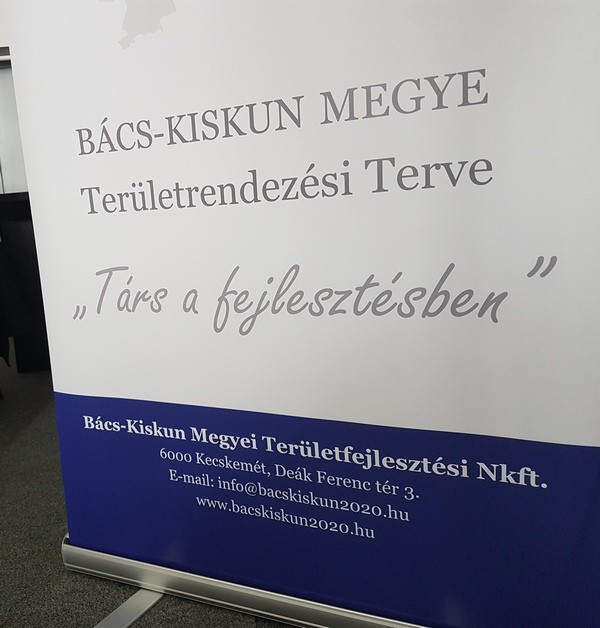 BÁCS-KISKUN MEGYE
Területrendezési Terve
„Társ a fejlesztésben”
Bács-Kiskun Megyei Területfejlesztési Nkft.
6000 Kecskemét, Deák Ferenc tér 3.
E-mail: info@bacskiskun2020.hu
www.bacskiskun2020.hu